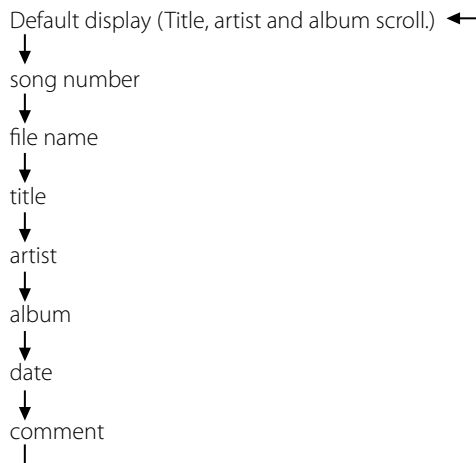 Default display (Title, artist and album scroll.)
song number
file name
title
artist
album
date
comment